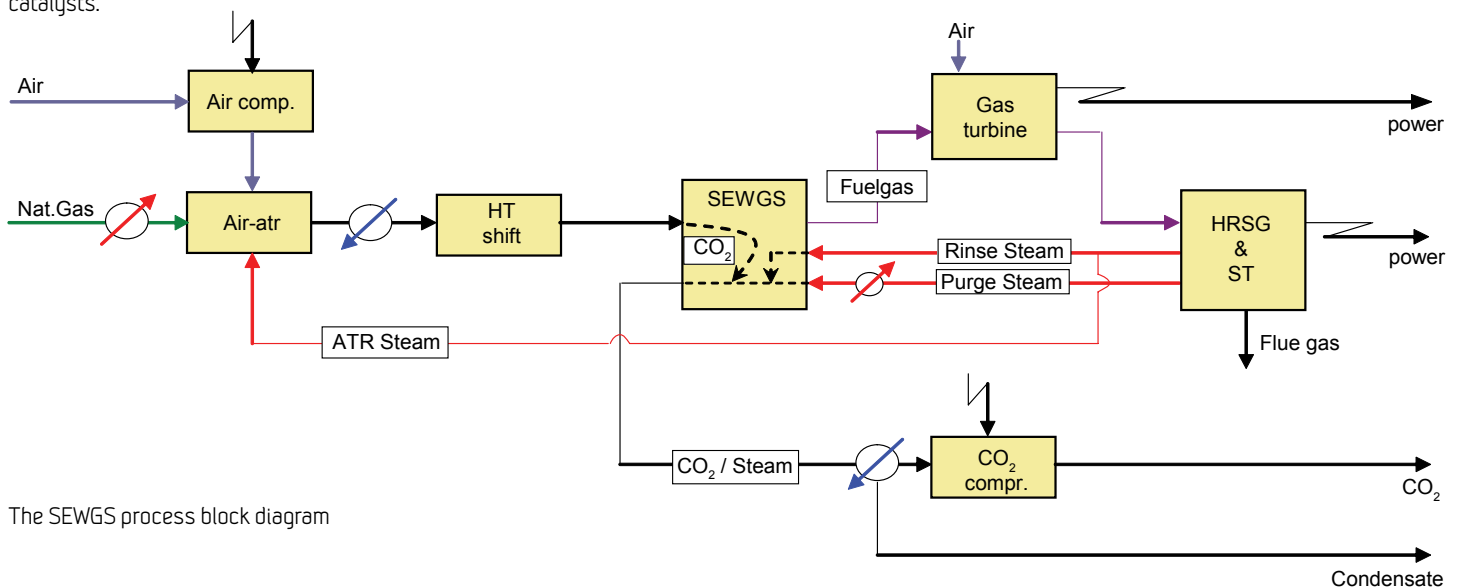 catalysts.
Air
Air comp.
Air
Gas
turbine
power
Nat.Gas
Air-atr
HT
shift
SEWGS
CO₂
Fuelgas
Rinse Steam
Purge Steam
HRSG
&
ST
power
ATR Steam
Flue gas
CO₂ / Steam
CO₂
compr.
CO₂
The SEWGS process block diagram
Condensate